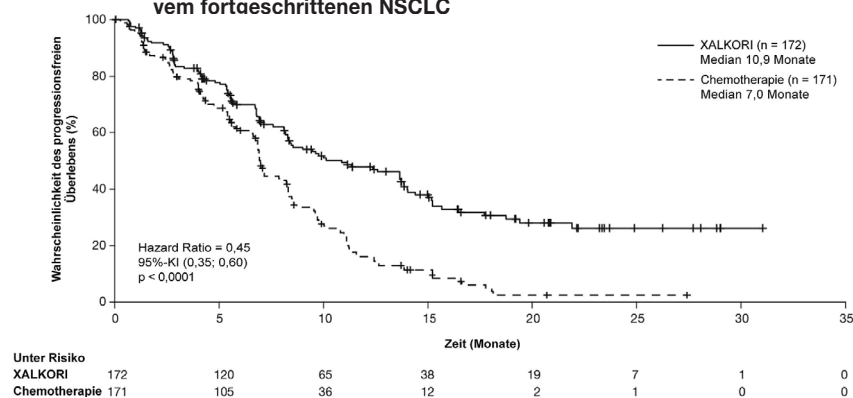 vem fortgeschrittenen NSCLC
100
80
60
40
20
0
Wahrscheinlichkeit des progressionsfreien
Überlebens (%)
XALKORI (n = 172)
Median 10,9 Monate
Chemotherapie (n = 171)
Median 7,0 Monate
Hazard Ratio = 0,45
95%-KI (0,35; 0,60)
p < 0,0001
0 5 10 15 20 25 30 35
Zeit (Monate)
Unter Risiko
XALKORI 172 120 65 38 19 7 1 0
Chemotherapie 171 105 36 12 2 1 0 0